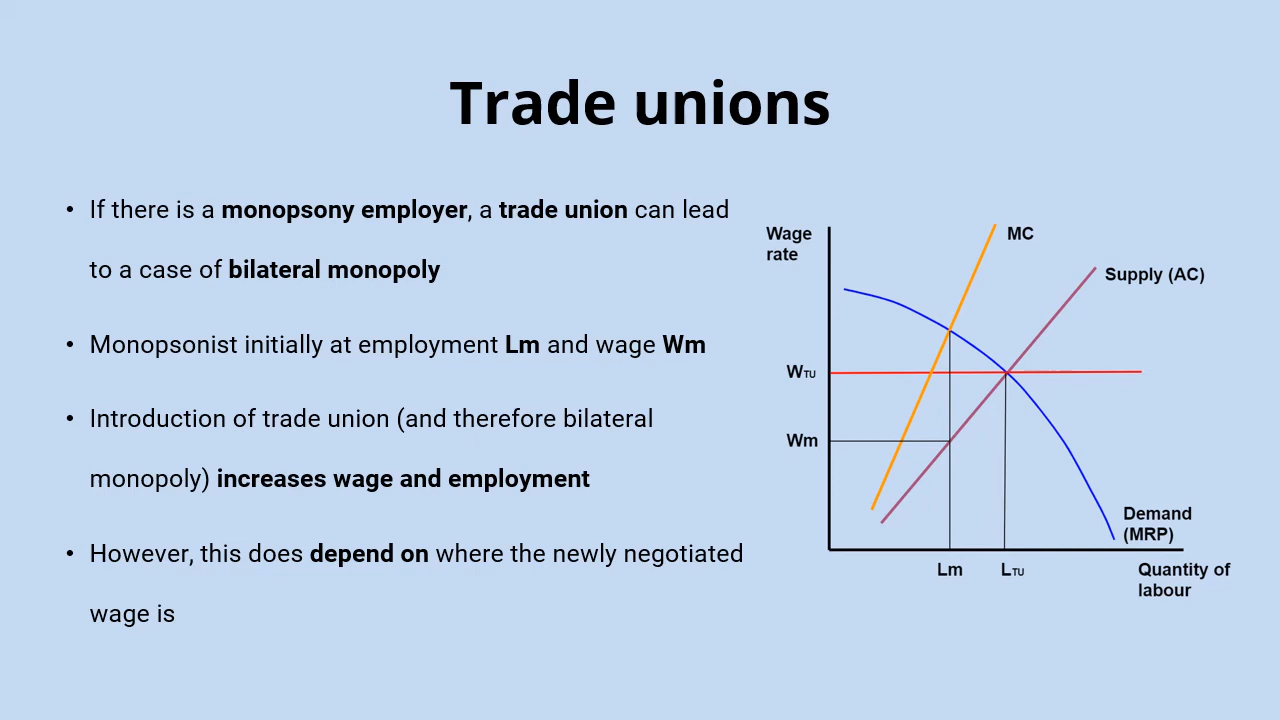 Trade unions
• If there is a monopsony employer, a trade union can lead
to a case of bilateral monopoly
• Monopsonist initially at employment Lm and wage Wm
• Introduction of trade union (and therefore bilateral
monopoly) increases wage and employment
• However, this does depend on where the newly negotiated
wage is
Wage
rate
MC
Supply (AC)
WTU
Wm
Demand
(MRP)
Lm
LTU
Quantity of
labour